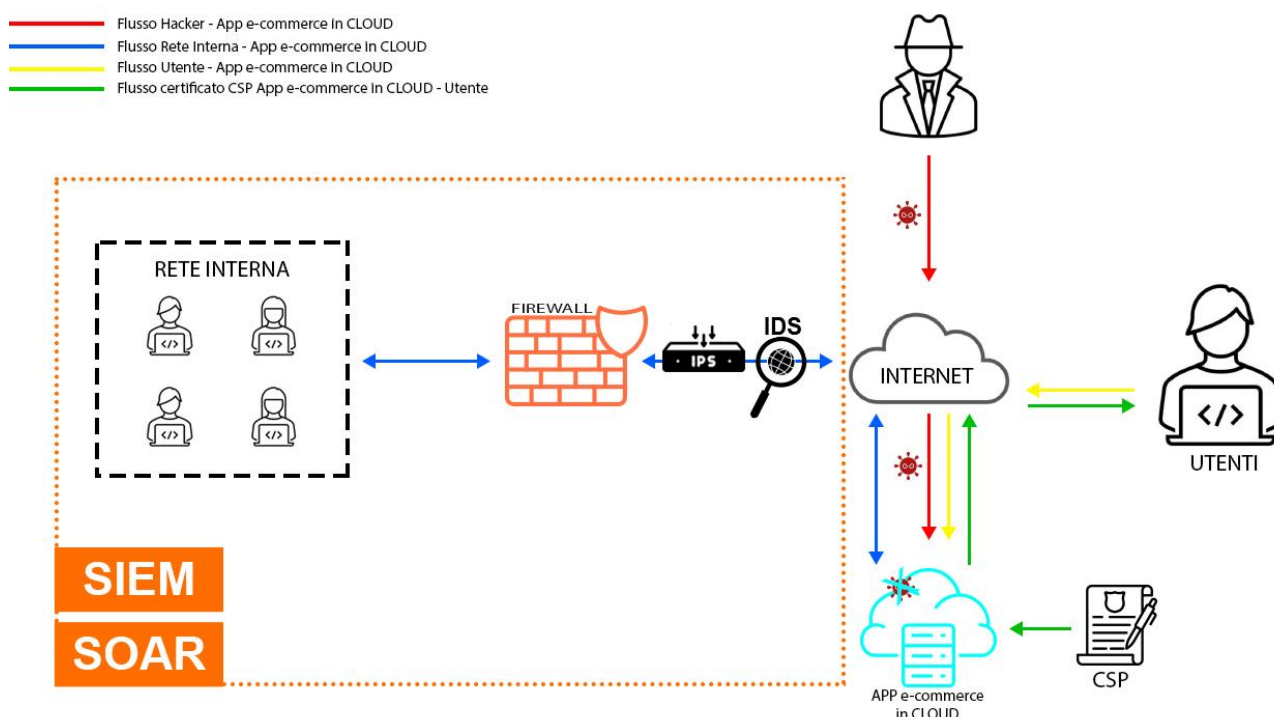 Flusso Hacker - App e-commerce in CLOUD
Flusso Rete Interna - App e-commerce in CLOUD
Flusso Utente - App e-commerce in CLOUD
Flusso certificato CSP App e-commerce in CLOUD - Utente
RETE INTERNA
</>
</>
</>
</>
FIREWALL
IPS
IDS
INTERNET
</>
UTENTI
SIEM
SOAR
APP e-commerce
in CLOUD
CSP